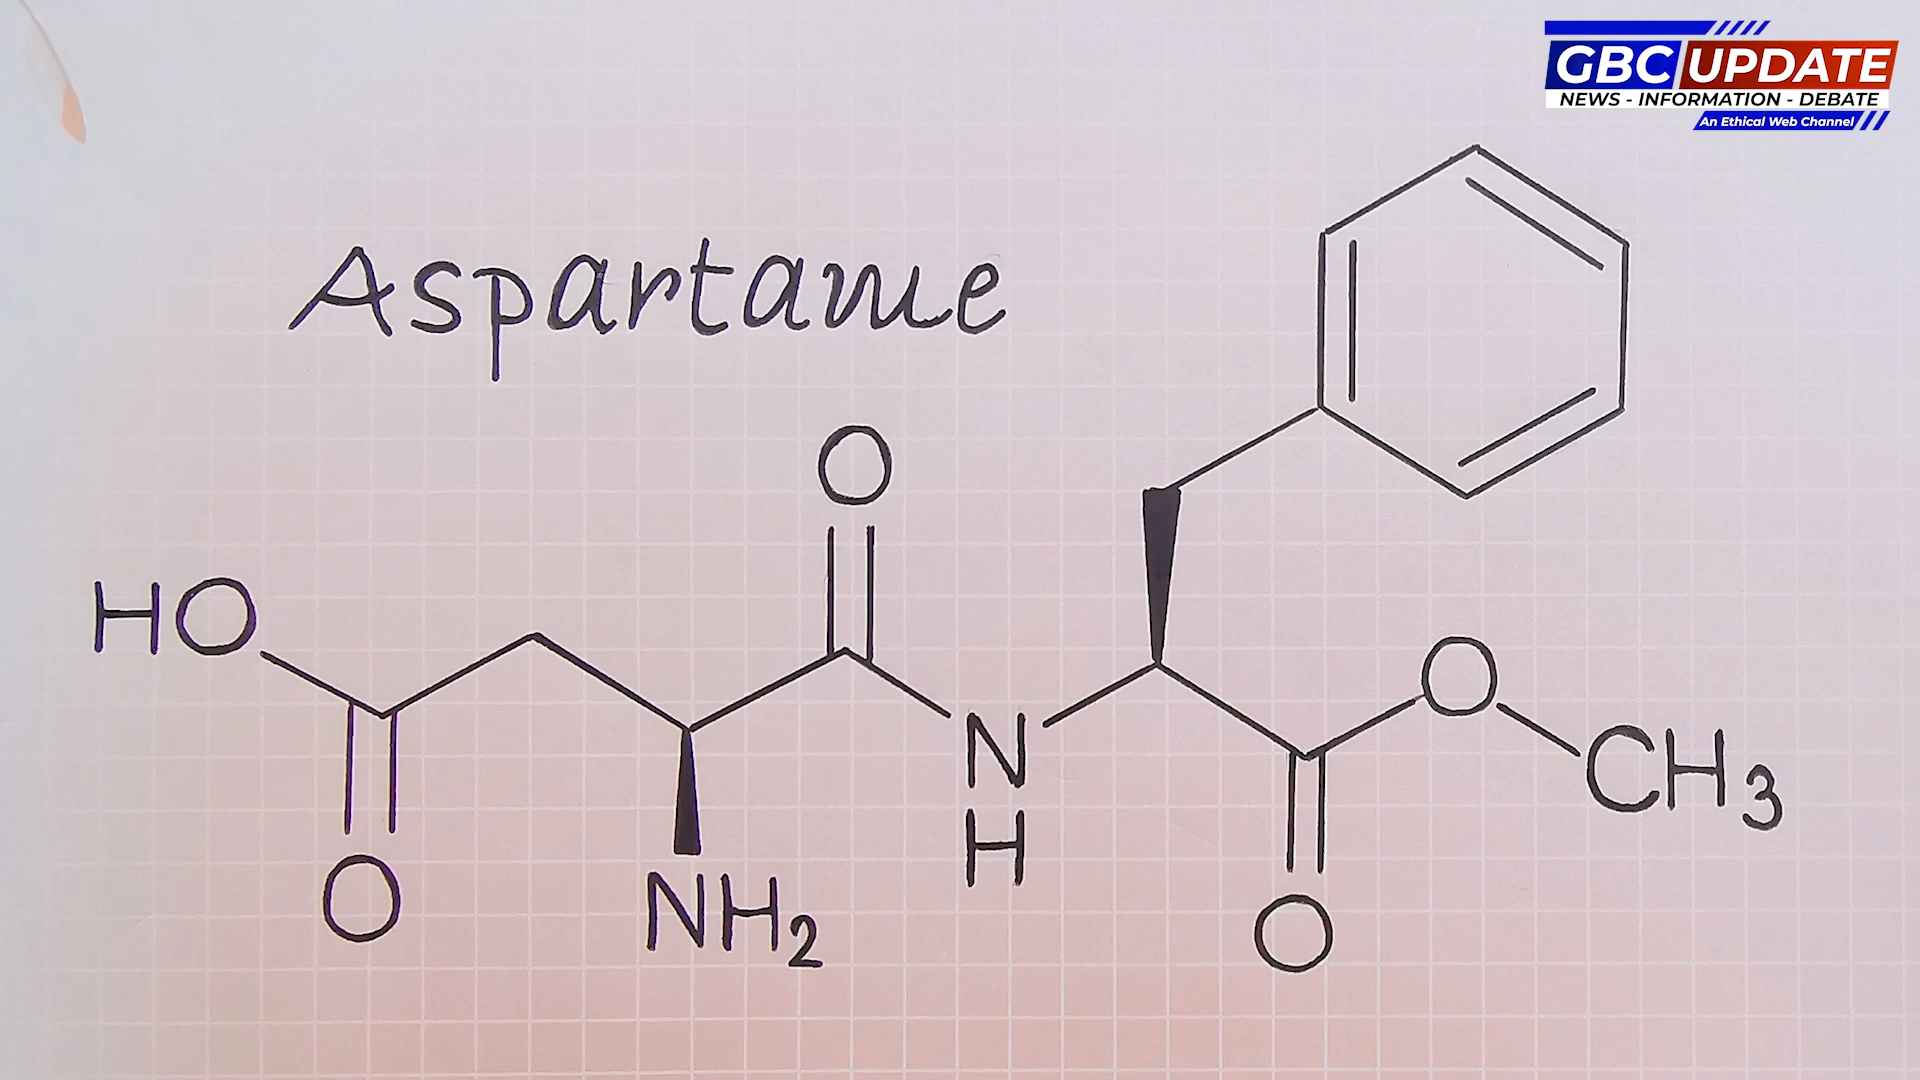 GBC UPDATE
NEWS - INFORMATION - DEBATE
An Ethical Web Channel
Aspartame
O
HO
O
N
H
CH3
O
NH2
O